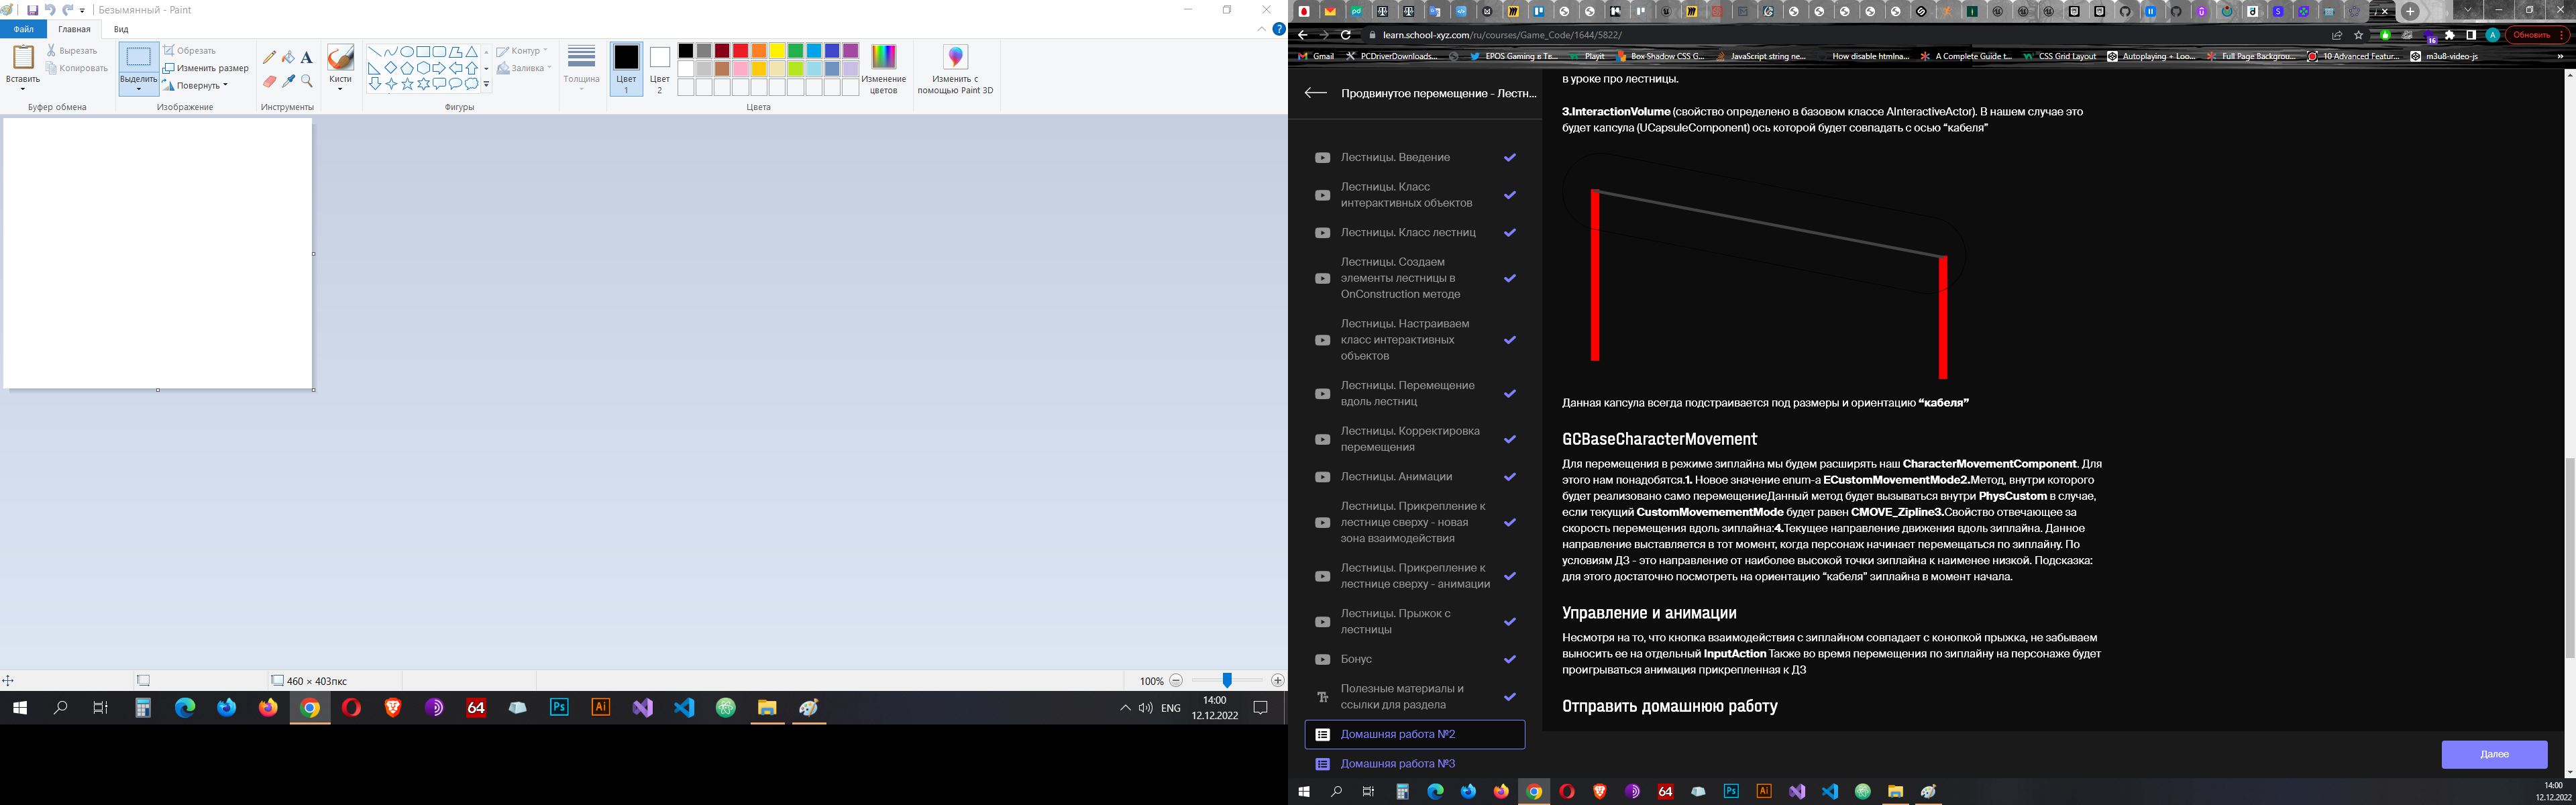 Безымянный - Paint
Файл
Главная
Вид
Вставить
Вырезать
Копировать
Буфер обмена
Выделить
Обрезать
Изменить размер
Повернуть
Изображение
Инструменты
Кисти
Контур
Заливка
Фигуры
Толщина
Цвет 1
Цвет 2
Цвета
Изменение цветов
Изменить с помощью Paint 3D
460 × 403пкс
100%
64
Ps
Ai
ENG
14:00
12.12.2022
learn.school-xyz.com/ru/courses/Game_Code/1644/5822/
Обновить
Gmail
PCDriverDownloads...
EPOS Gaming в Тв...
Playit
Box Shadow CSS G...
JavaScript string ne...
How disable htmlna...
A Complete Guide t...
CSS Grid Layout
Autoplaying + Loo...
Full Page Backgrou...
10 Advanced Featur...
m3u8-video-js
Продвинутое перемещение - Лестн...
Лестницы. Введение
Лестницы. Класс
интерактивных объектов
Лестницы. Класс лестниц
Лестницы. Создаем
элементы лестницы в
OnConstruction методе
Лестницы. Настраиваем
класс интерактивных
объектов
Лестницы. Перемещение
вдоль лестниц
Лестницы. Корректировка
перемещения
Лестницы. Анимации
Лестницы. Прикрепление к
лестнице сверху - новая
зона взаимодействия
Лестницы. Прикрепление к
лестнице сверху - анимации
Лестницы. Прыжок с
лестницы
Бонус
Полезные материалы и
ссылки для раздела
Домашняя работа №2
Домашняя работа №3
в уроке про лестницы.
3.InteractionVolume (свойство определено в базовом классе AInteractiveActor). В нашем случае это
будет капсула (UCapsuleComponent) ось которой будет совпадать с осью “кабеля”
Данная капсула всегда подстраивается под размеры и ориентацию “кабеля”
GCBaseCharacterMovement
Для перемещения в режиме зиплайна мы будем расширять наш CharacterMovementComponent. Для
этого нам понадобятся.1. Новое значение enum-а ECustomMovementMode2.Метод, внутри которого
будет реализовано само перемещениеДанный метод будет вызываться внутри PhysCustom в случае,
если текущий CustomMovemementMode будет равен CMOVE_Zipline3.Свойство отвечающее за
скорость перемещения вдоль зиплайна:4.Текущее направление движения вдоль зиплайна. Данное
направление выставляется в тот момент, когда персонаж начинает перемещаться по зиплайну. По
условиям ДЗ - это направление от наиболее высокой точки зиплайна к наименее низкой. Подсказка:
для этого достаточно посмотреть на ориентацию “кабеля” зиплайна в момент начала.
Управление и анимации
Несмотря на то, что кнопка взаимодействия с зиплайном совпадает с конопкой прыжка, не забываем
выносить ее на отдельный InputAction Также во время перемещения по зиплайну на персонаже будет
проигрываться анимация прикрепленная к ДЗ
Отправить домашнюю работу
Далее
64
Ps
Ai
14:00
12.12.2022